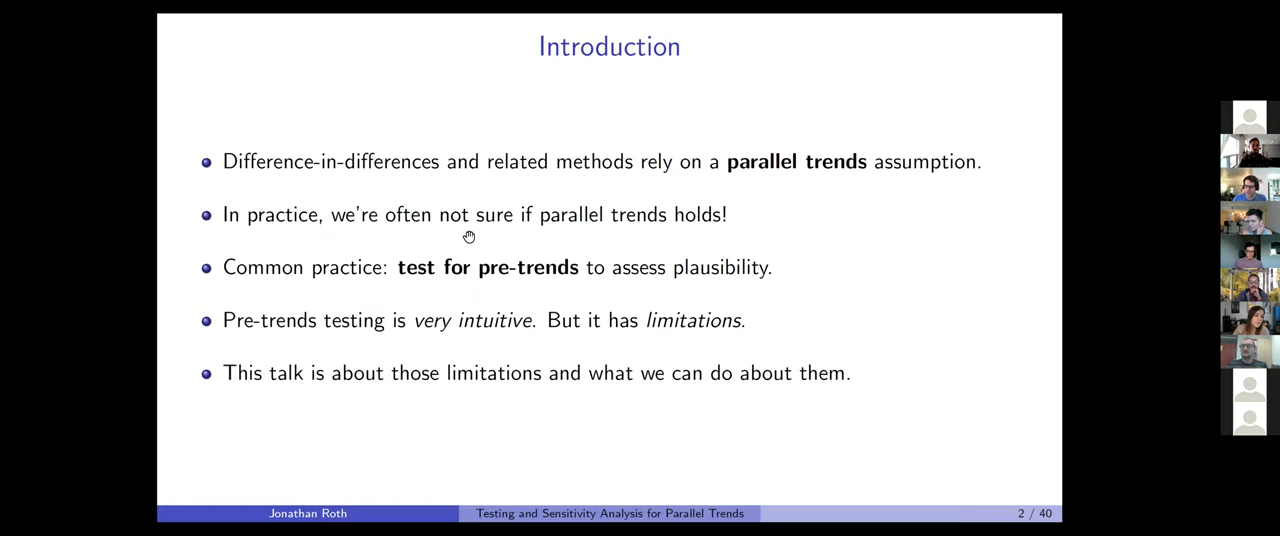 Introduction
Difference-in-differences and related methods rely on a parallel trends assumption.
In practice, we're often not sure if parallel trends holds!
Common practice: test for pre-trends to assess plausibility.
Pre-trends testing is very intuitive. But it has limitations.
This talk is about those limitations and what we can do about them.
Jonathan Roth
Testing and Sensitivity Analysis for Parallel Trends
2 / 40